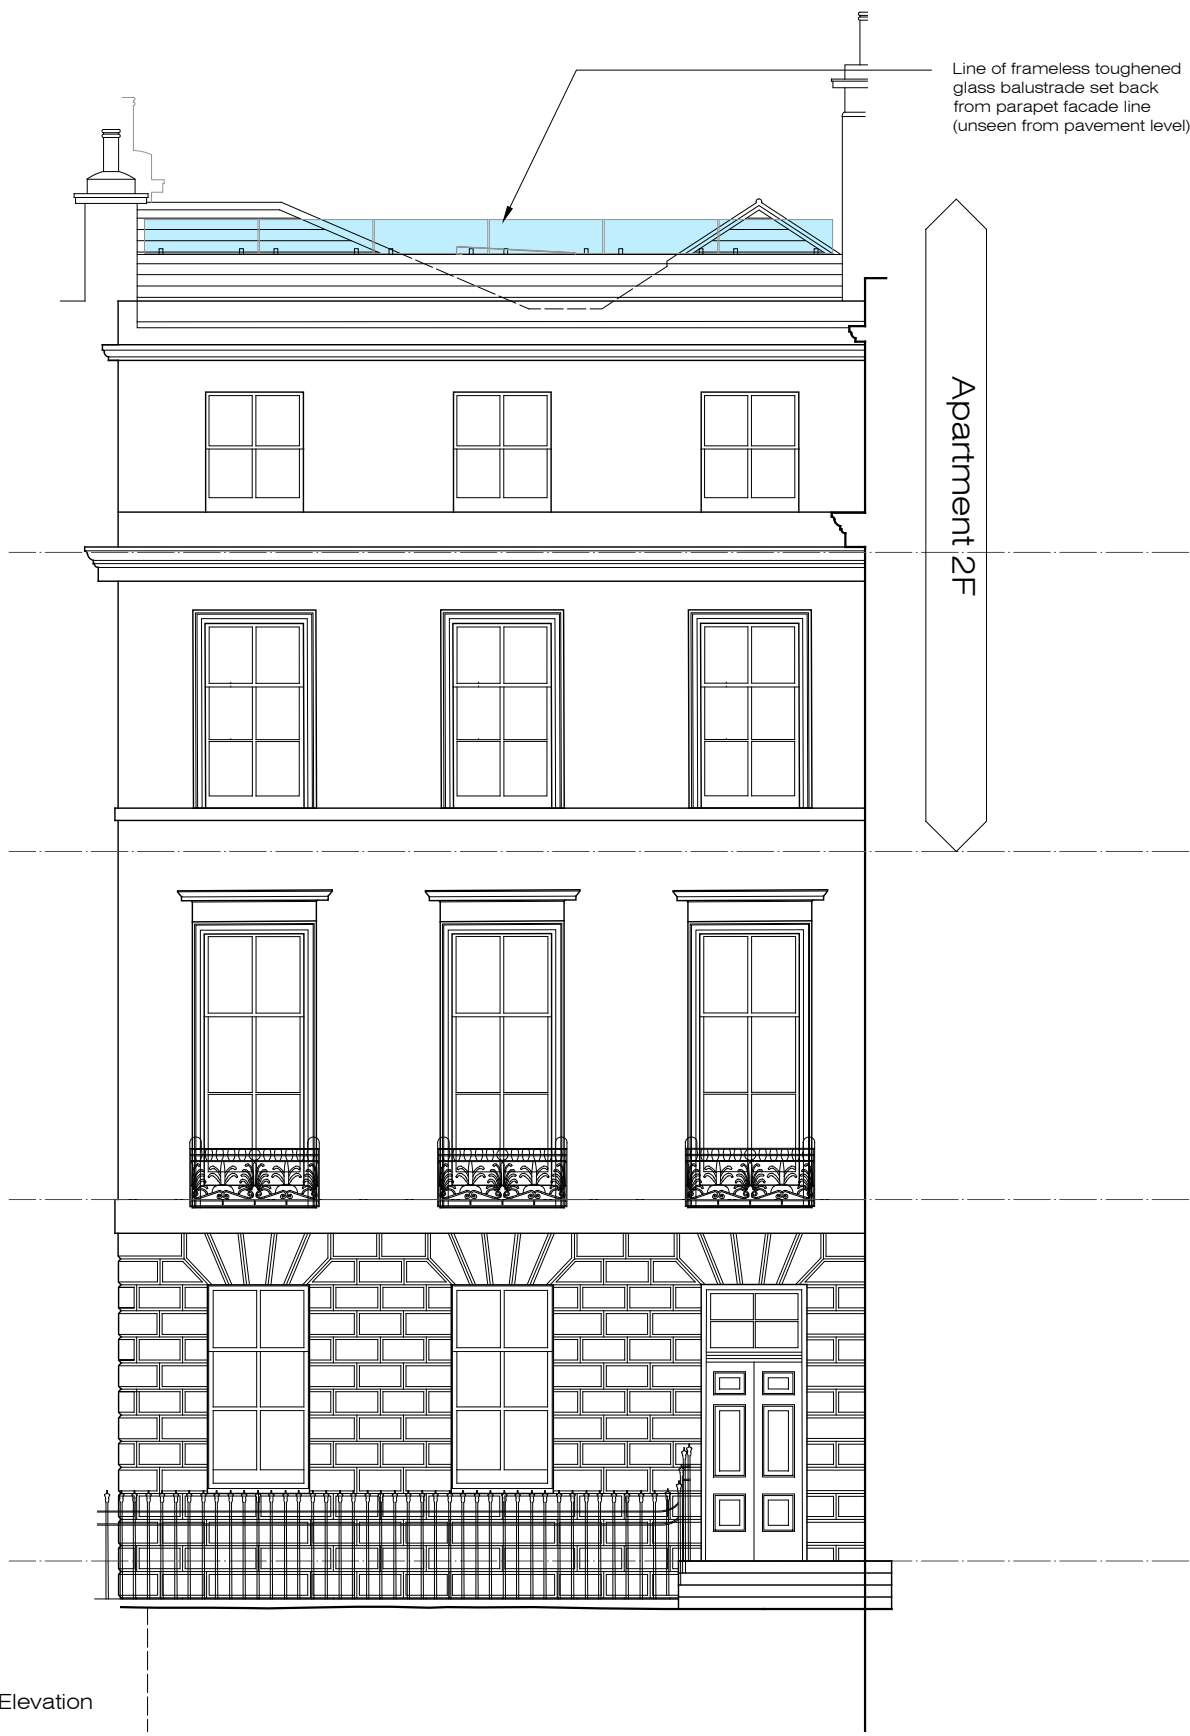 Line of frameless toughened
glass balustrade set back
from parapet facade line
(unseen from pavement level)
Apartment 2F
Elevation